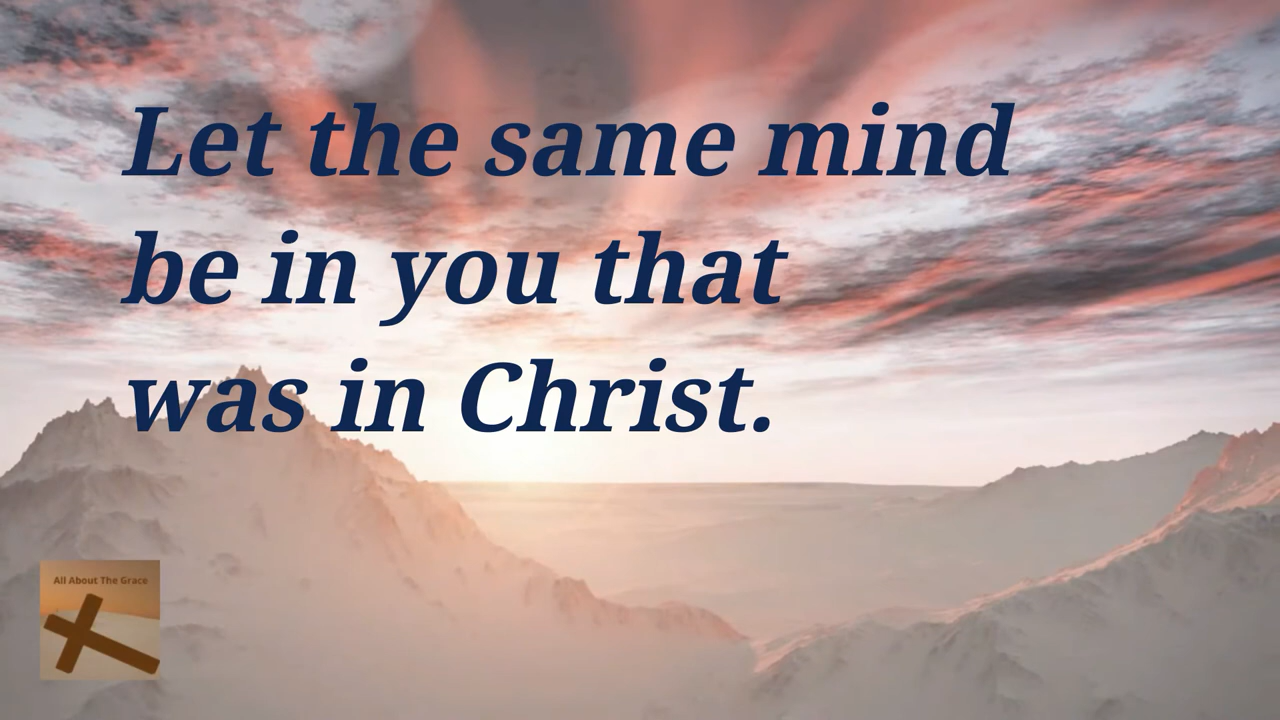 Let the same mind
be in you that
was in Christ.
All About The Grace